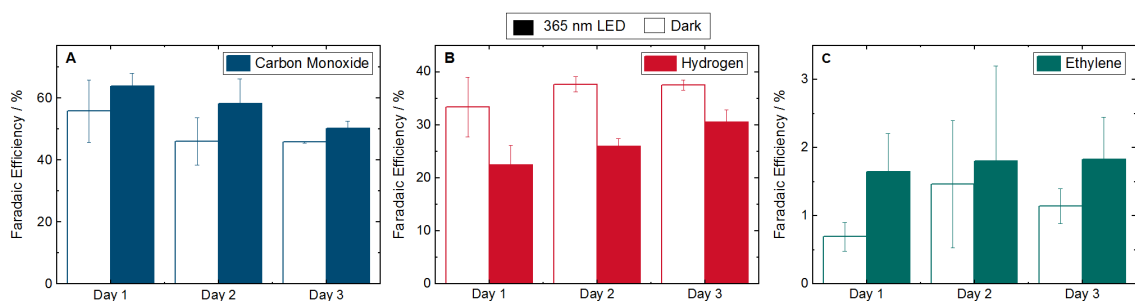 365 nm LED
Dark
A
Carbon Monoxide
Faradaic Efficiency / %
60
40
20
0
Day 1
Day 2
Day 3
B
Hydrogen
Faradaic Efficiency / %
40
30
20
10
0
Day 1
Day 2
Day 3
C
Ethylene
Faradaic Efficiency / %
3
2
1
0
Day 1
Day 2
Day 3